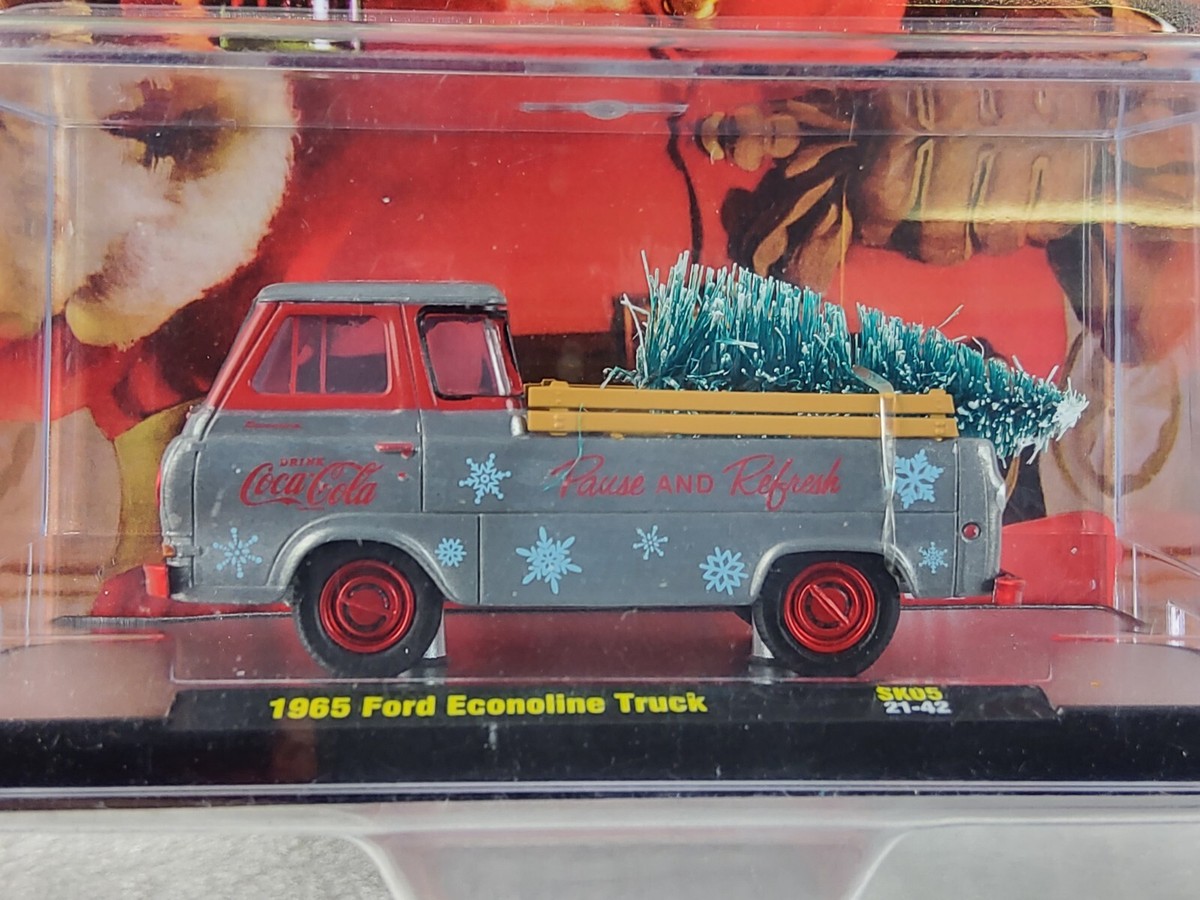 DRINK
Coca-Cola
Pause AND Refresh
1965 Ford Econoline Truck
SK05
21-42